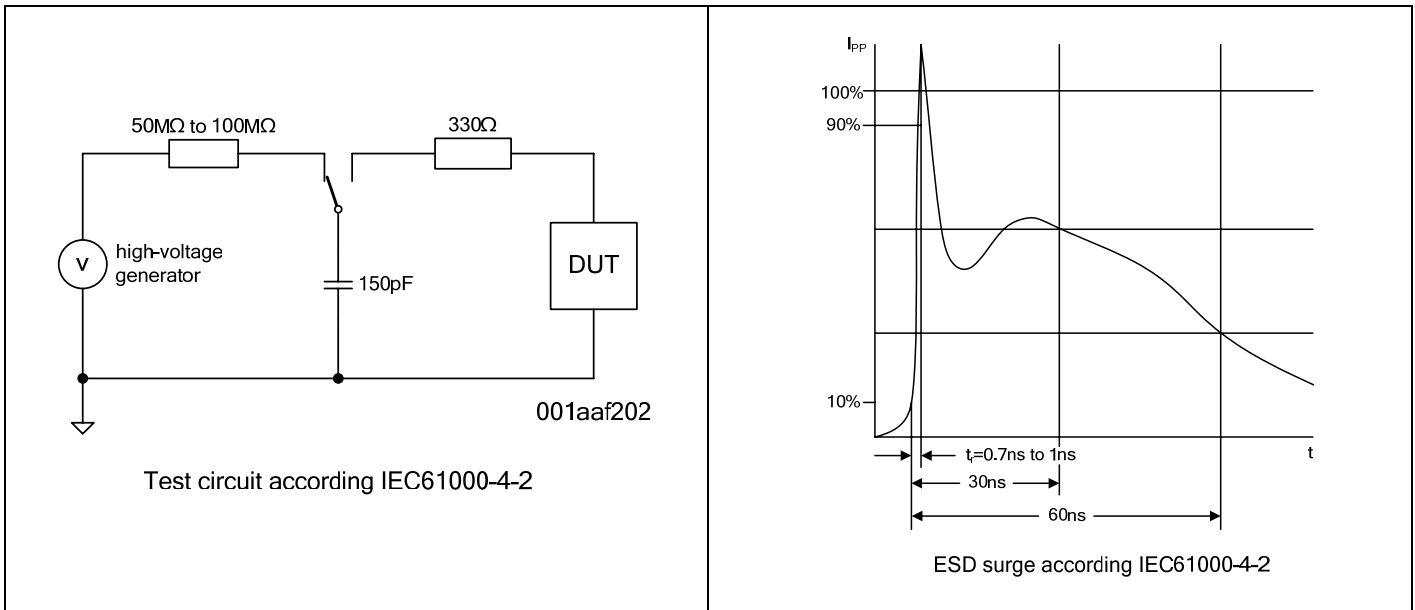 50MΩ to 100MΩ
330Ω
V
high-voltage
generator
150pF
DUT
001aaf202
Test circuit according IEC61000-4-2
IPP
100%
90%
10%
t
tr=0.7ns to 1ns
30ns
60ns
ESD surge according IEC61000-4-2